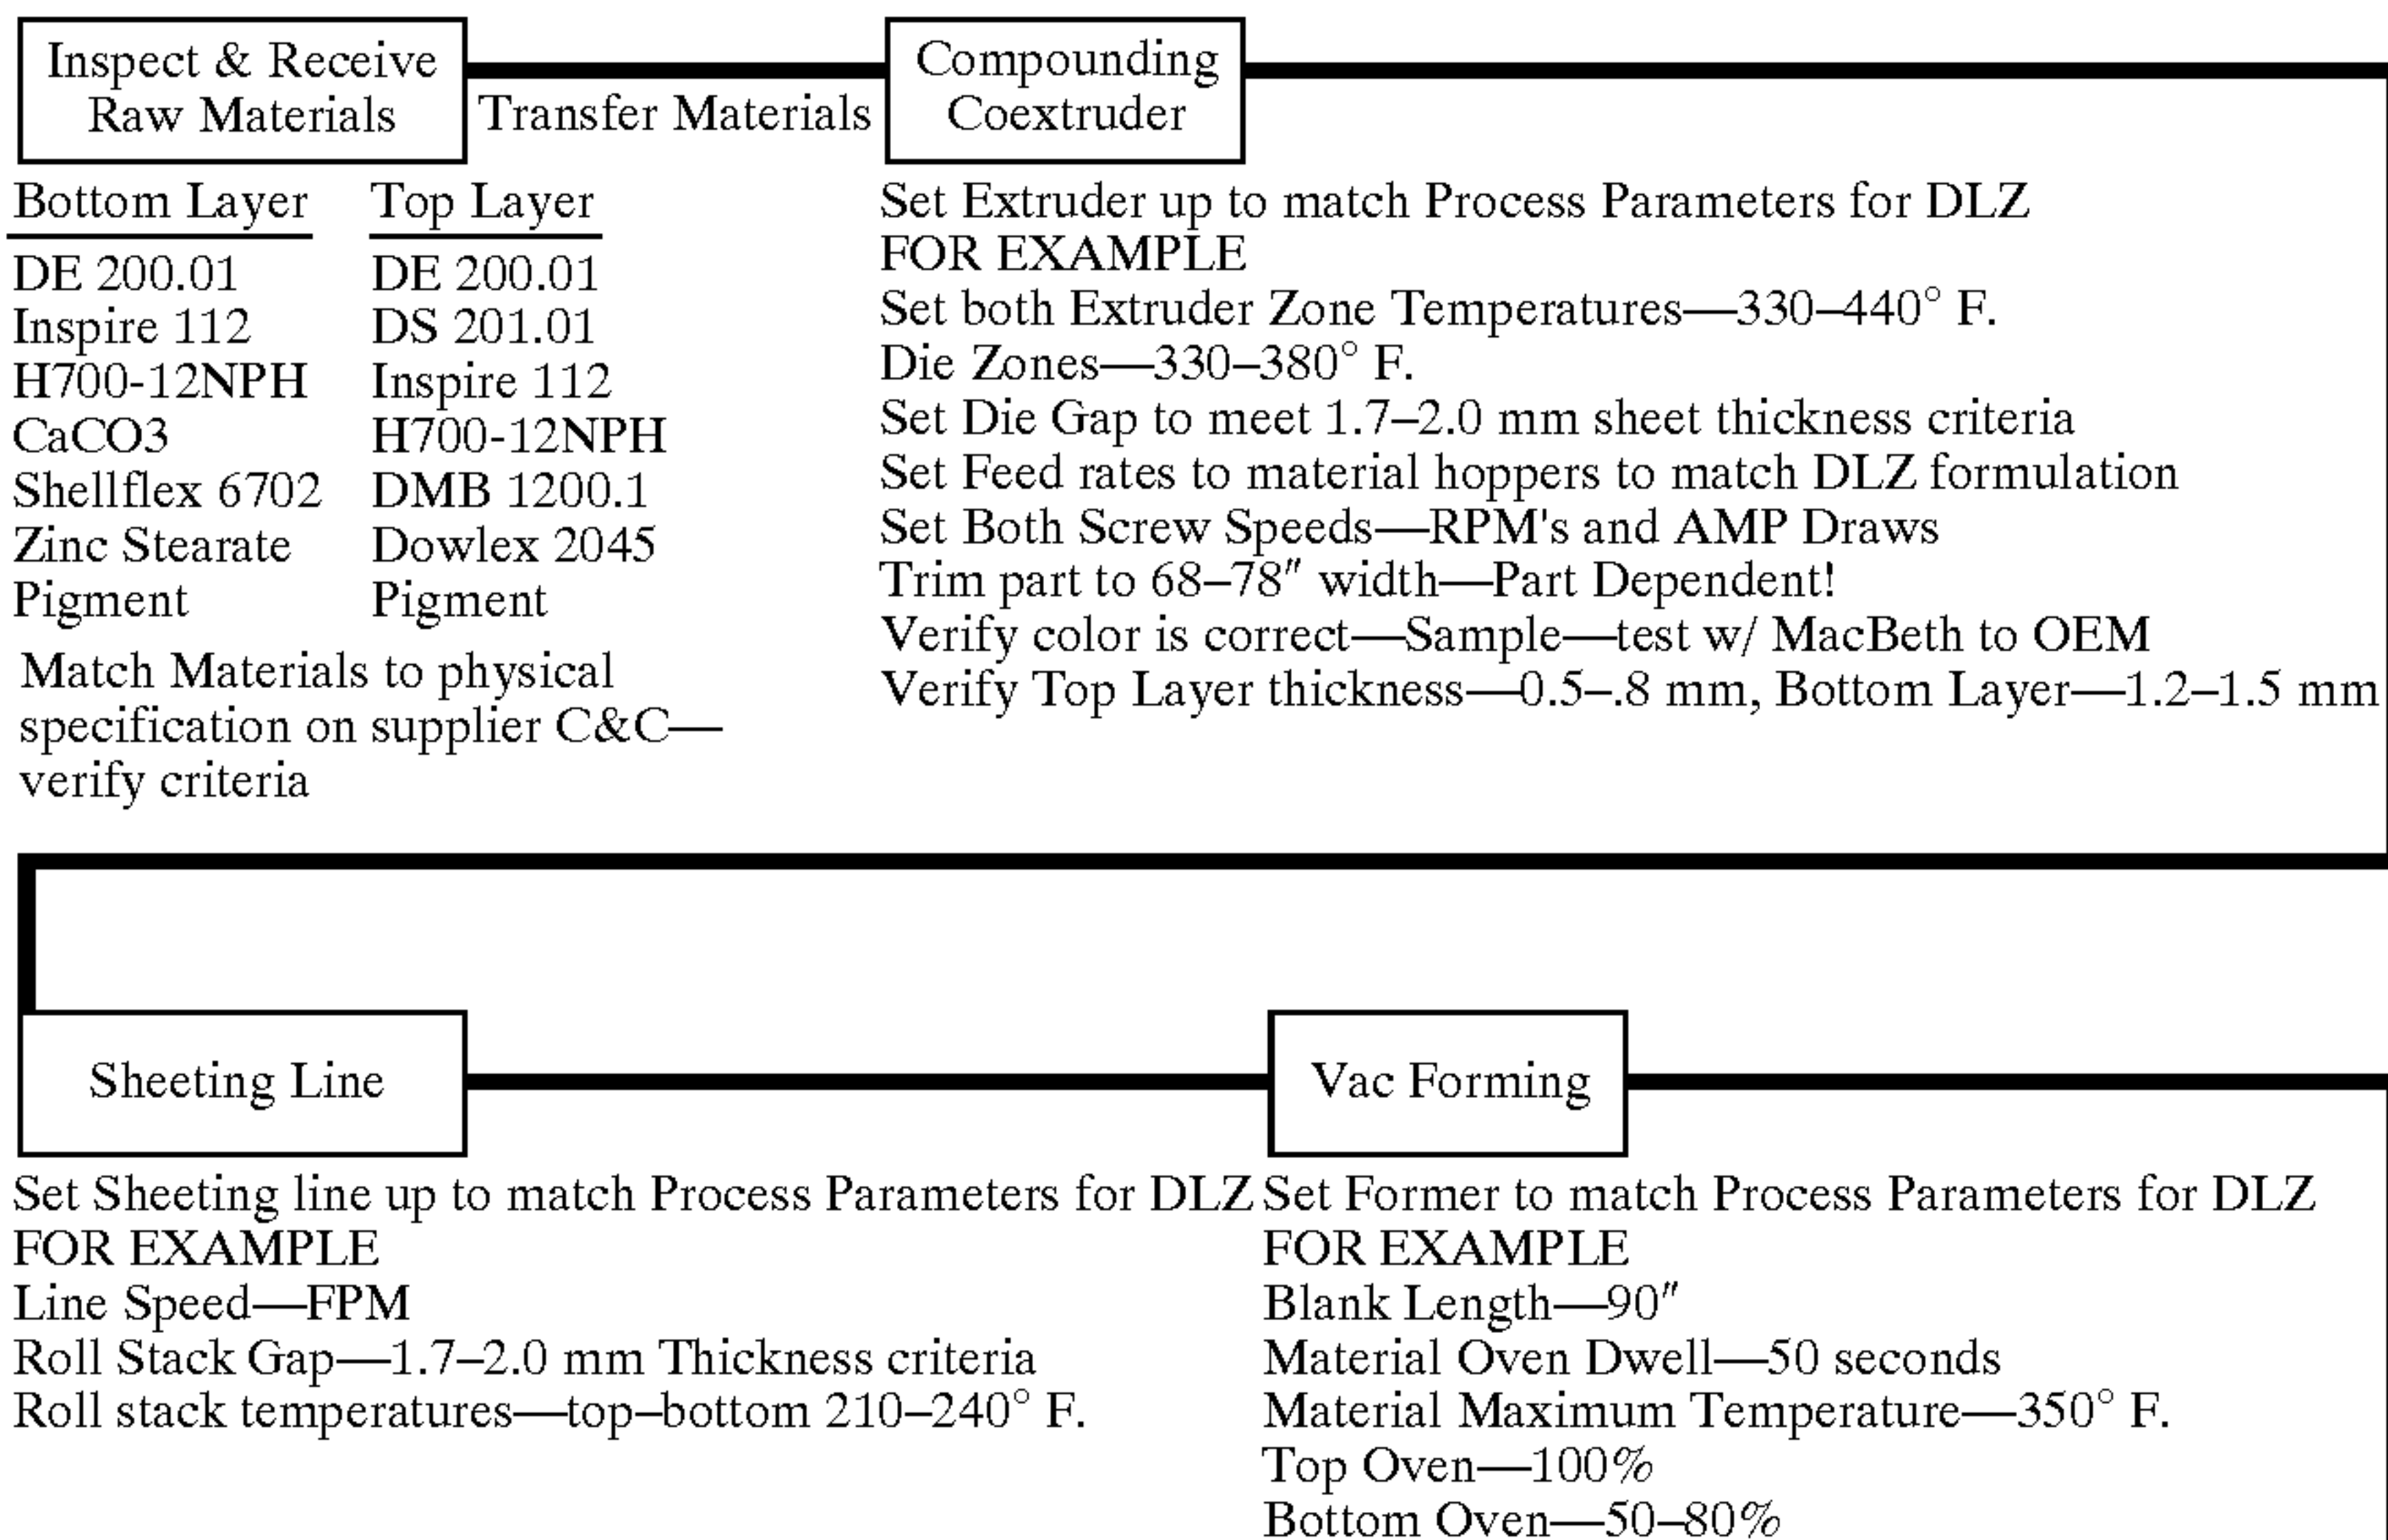 Inspect & Receive
Raw Materials
Transfer Materials
Compounding
Coextruder
Bottom Layer
DE 200.01
Inspire 112
H700-12NPH
CaCO3
Shellflex 6702
Zinc Stearate
Pigment
Top Layer
DE 200.01
DS 201.01
Inspire 112
H700-12NPH
DMB 1200.1
Dowlex 2045
Pigment
Match Materials to physical
specification on supplier C&C—
verify criteria
Set Extruder up to match Process Parameters for DLZ
FOR EXAMPLE
Set both Extruder Zone Temperatures—330–440° F.
Die Zones—330–380° F.
Set Die Gap to meet 1.7–2.0 mm sheet thickness criteria
Set Feed rates to material hoppers to match DLZ formulation
Set Both Screw Speeds—RPM's and AMP Draws
Trim part to 68–78″ width—Part Dependent!
Verify color is correct—Sample—test w/ MacBeth to OEM
Verify Top Layer thickness—0.5–.8 mm, Bottom Layer—1.2–1.5 mm
Sheeting Line
Set Sheeting line up to match Process Parameters for DLZ
FOR EXAMPLE
Line Speed—FPM
Roll Stack Gap—1.7–2.0 mm Thickness criteria
Roll stack temperatures—top–bottom 210–240° F.
Vac Forming
Set Former to match Process Parameters for DLZ
FOR EXAMPLE
Blank Length—90″
Material Oven Dwell—50 seconds
Material Maximum Temperature—350° F.
Top Oven—100%
Bottom Oven—50–80%